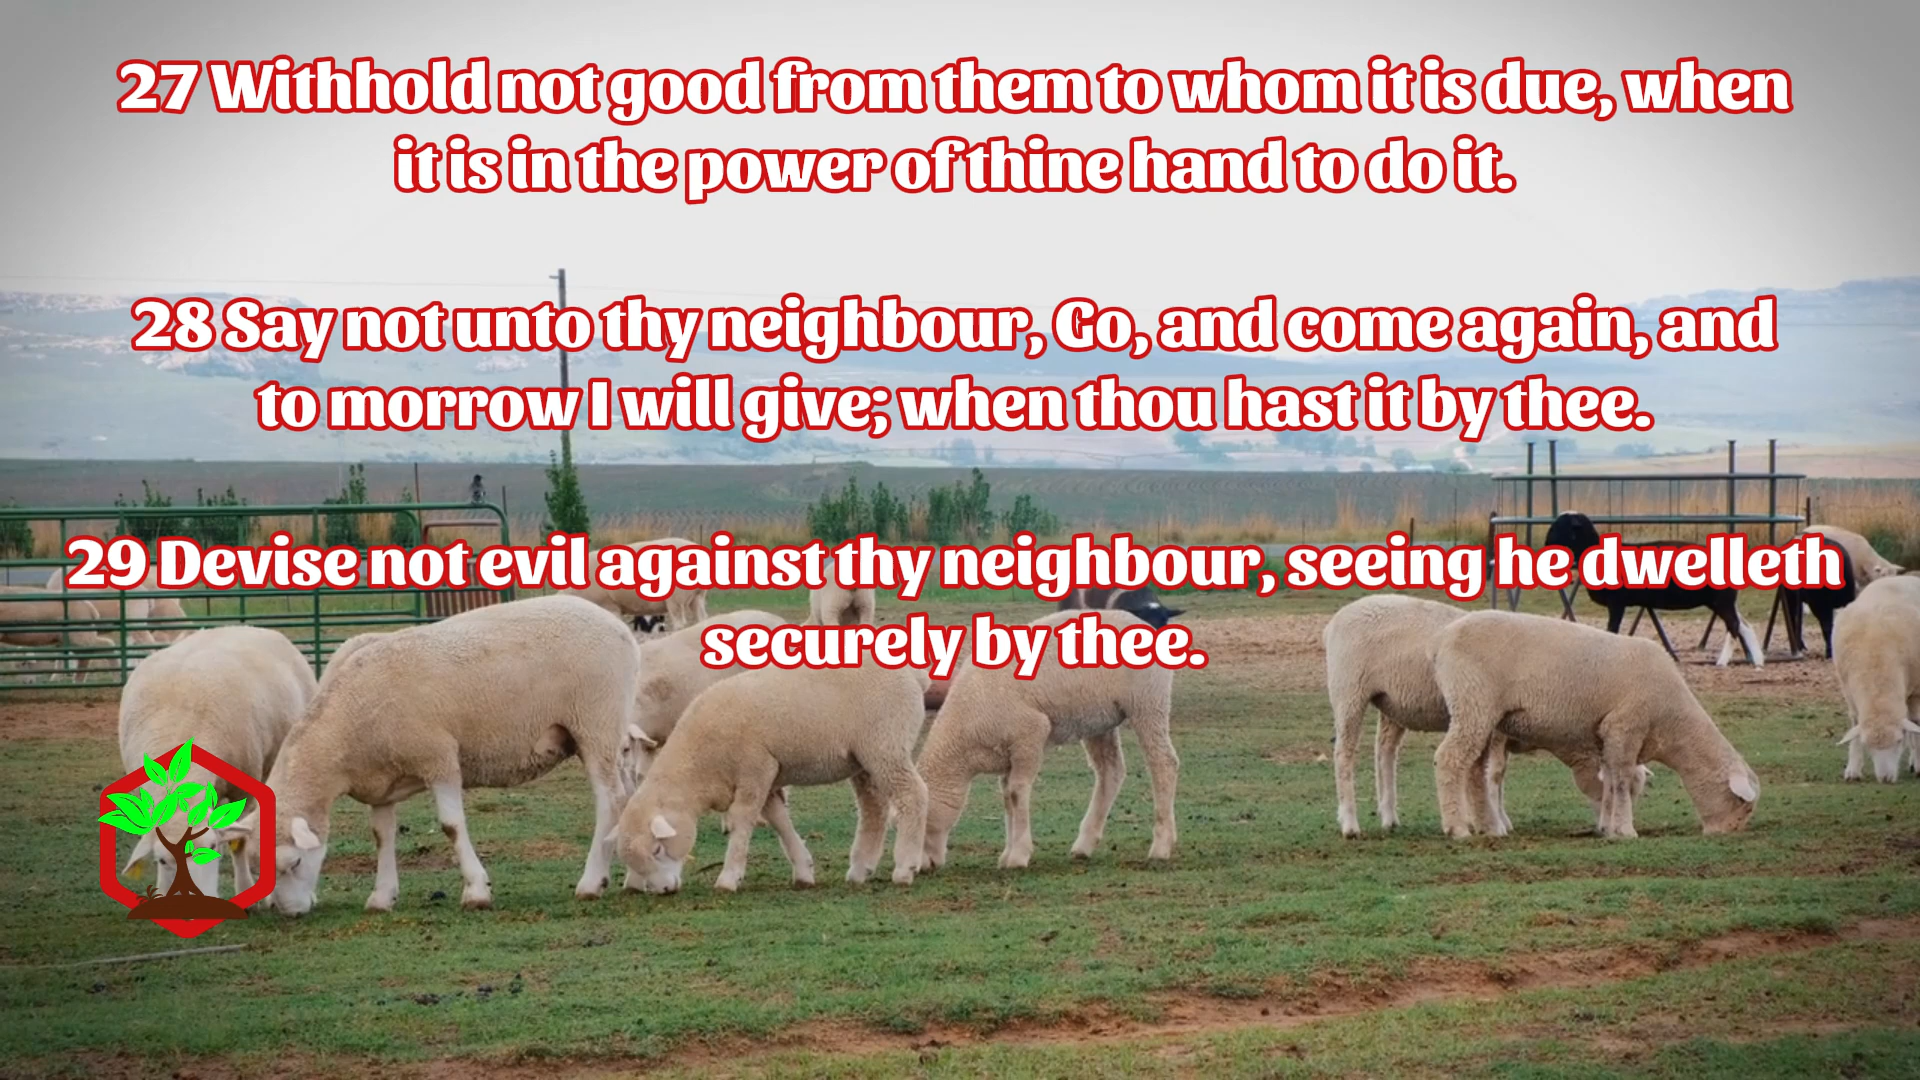 27 Withhold not good from them to whom it is due, when
it is in the power of thine hand to do it.
28 Say not unto thy neighbour, Go, and come again, and
to morrow I will give; when thou hast it by thee.
29 Devise not evil against thy neighbour, seeing he dwelleth
securely by thee.